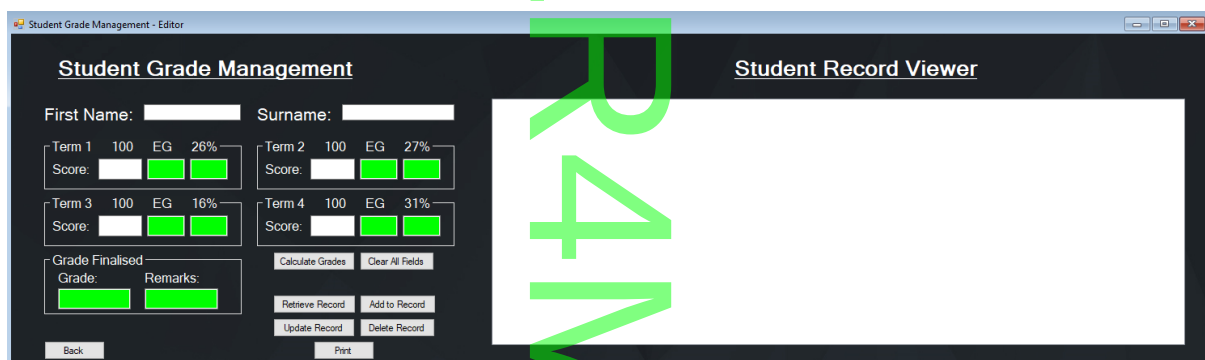 Student Grade Management - Editor
Student Grade Management
Student Record Viewer
First Name:
Surname:
Term 1 100 EG 26%
Score:
Term 2 100 EG 27%
Score:
Term 3 100 EG 16%
Score:
Term 4 100 EG 31%
Score:
Grade Finalised
Grade: Remarks:
Calculate Grades
Clear All Fields
Retrieve Record
Add to Record
Update Record
Delete Record
Back
Print
R4M